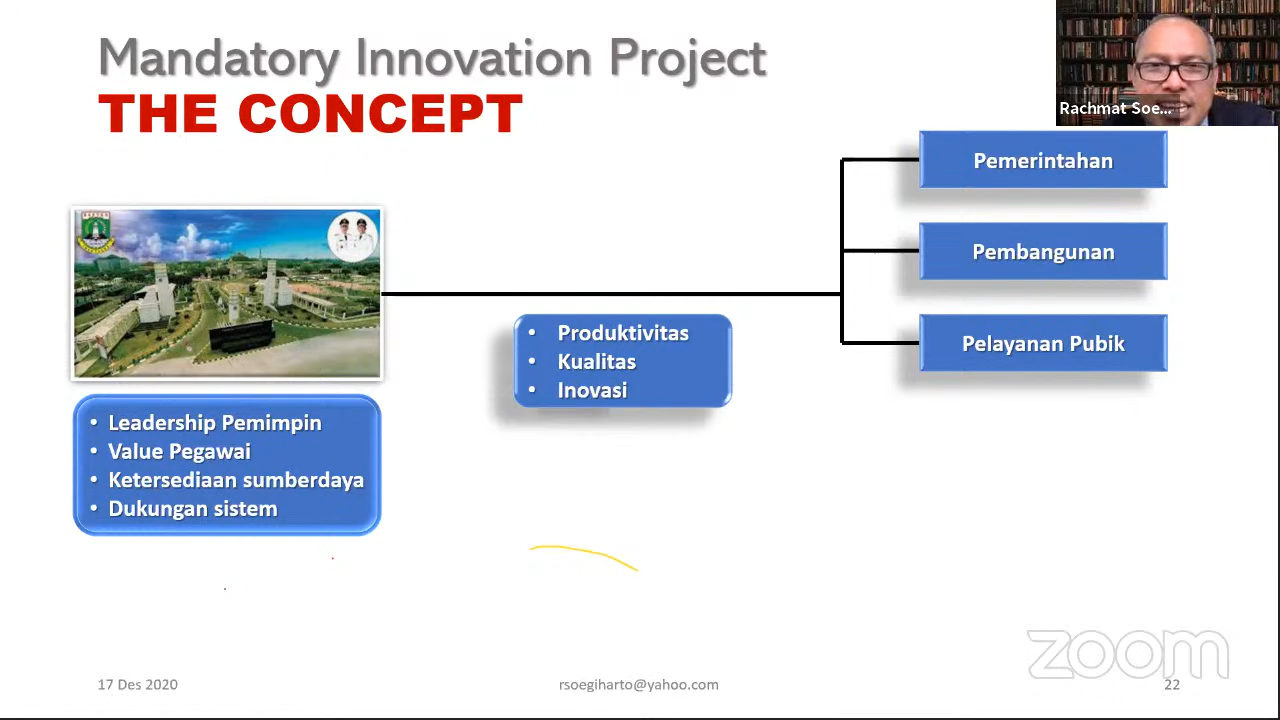 Mandatory Innovation Project
THE CONCEPT
Rachmat Soe...
Pemerintahan
Pembangunan
Pelayanan Pubik
• Produktivitas
• Kualitas
• Inovasi
• Leadership Pemimpin
• Value Pegawai
• Ketersediaan sumberdaya
• Dukungan sistem
zoom
17 Des 2020
rsoegiharto@yahoo.com
22